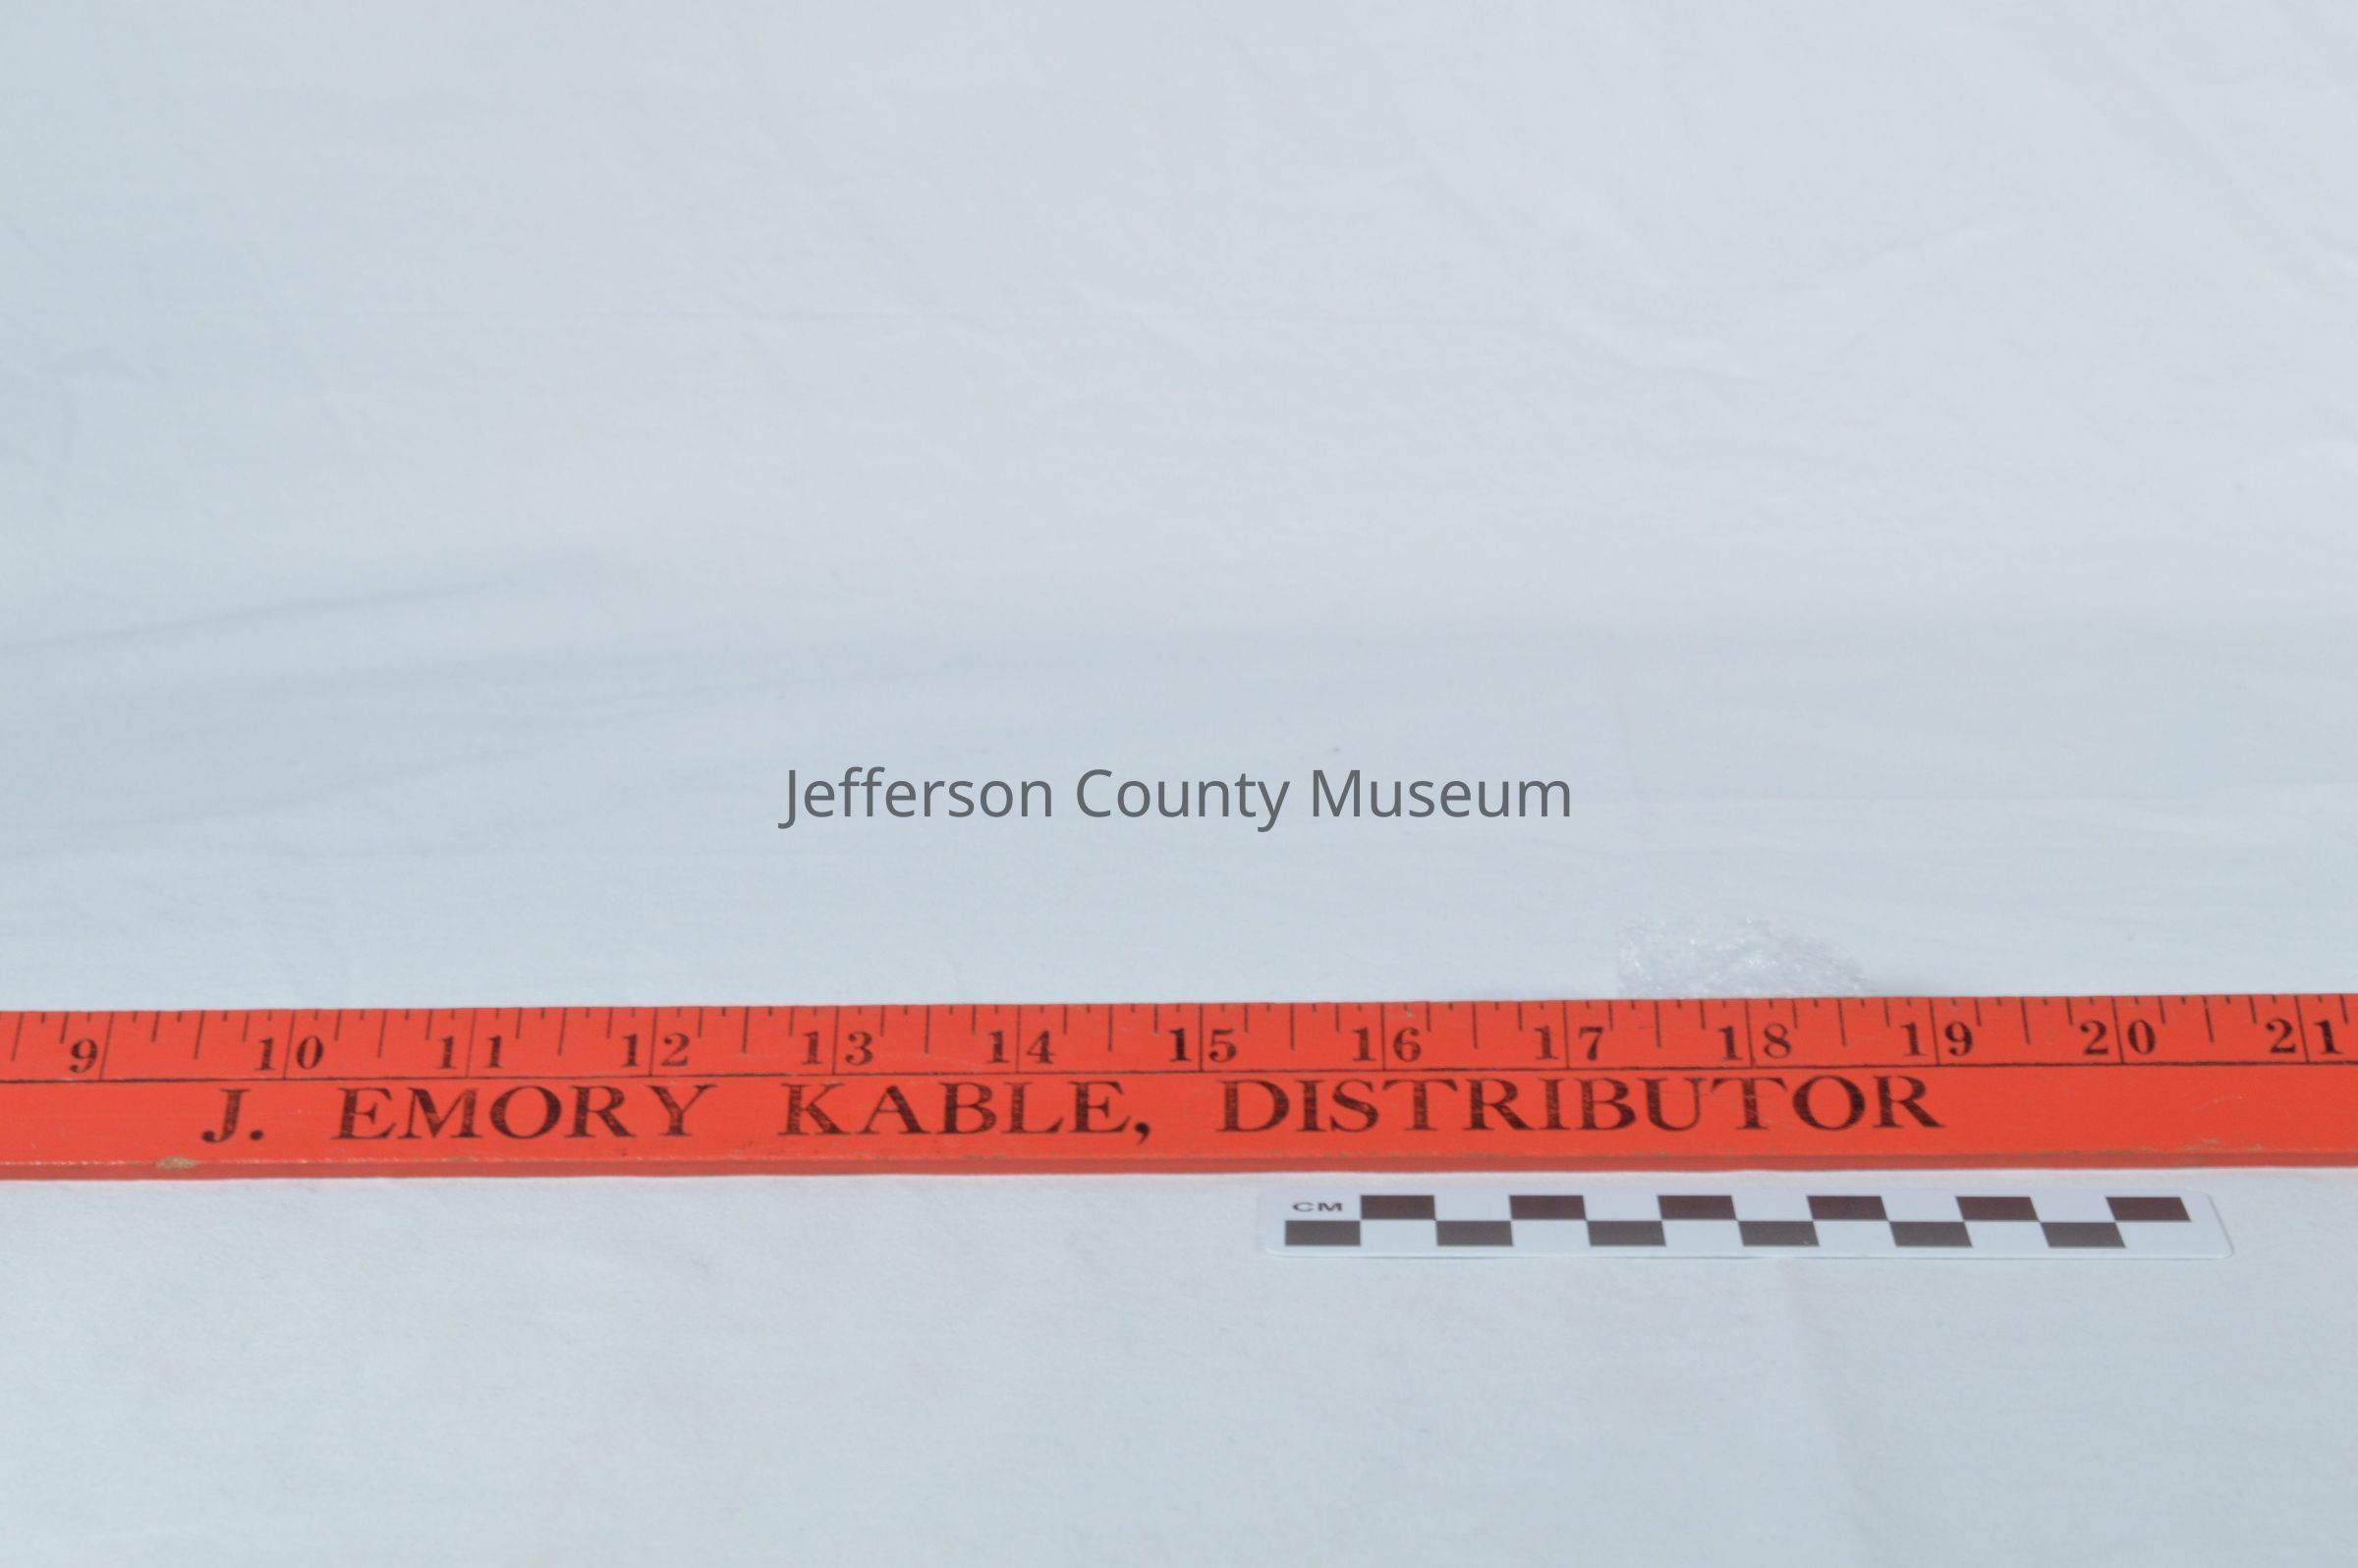 Jefferson County Museum
9 10 11 12 13 14 15 16 17 18 19 20 21
J. EMORY KABLE, DISTRIBUTOR
CM